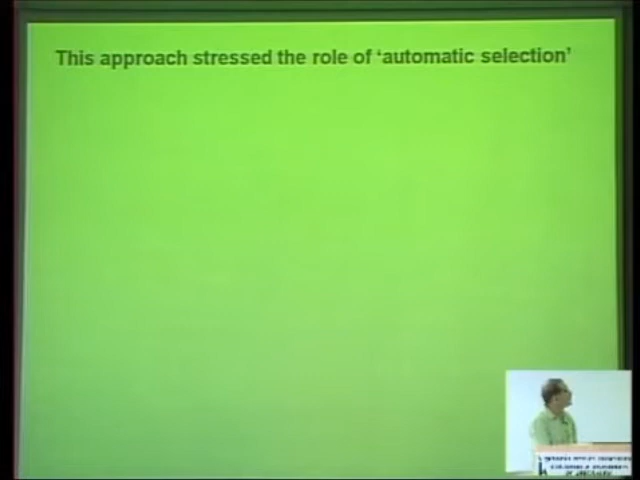 This approach stressed the role of ‘automatic selection’